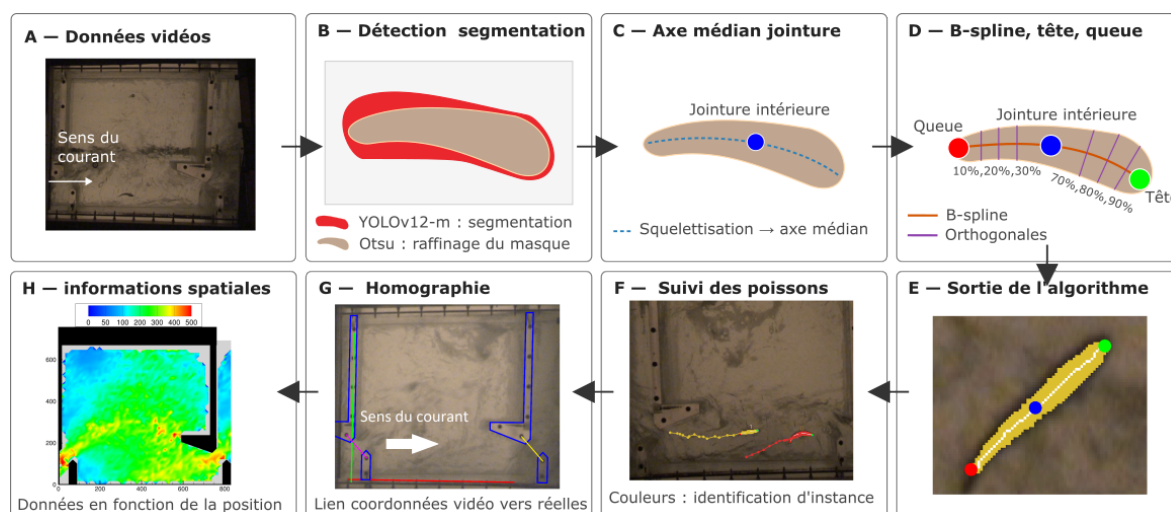 A — Données vidéos
Sens du
courant
B — Détection segmentation
YOLOv12-m : segmentation
Otsu : raffinage du masque
C — Axe médian jointure
Jointure intérieure
Squelettisation → axe médian
D — B-spline, tête, queue
Jointure intérieure
Queue
10%,20%,30%
70%,80%,90%
Tête
B-spline
Orthogonales
E — Sortie de l'algorithme
F — Suivi des poissons
Couleurs : identification d'instance
G — Homographie
Sens du courant
Lien coordonnées vidéo vers réelles
H — informations spatiales
0 50 100 150 200 250 300 350 400 450 500
600
400
200
0
0 200 400 600 800
Données en fonction de la position